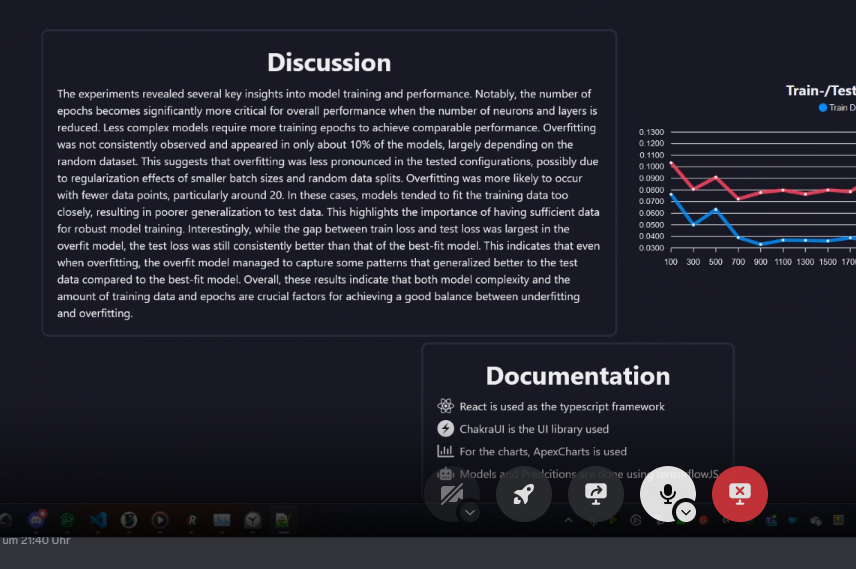 Discussion
The experiments revealed several key insights into model training and performance. Notably, the number of
epochs becomes significantly more critical for overall performance when the number of neurons and layers is
reduced. Less complex models require more training epochs to achieve comparable performance. Overfitting
was not consistently observed and appeared in only about 10% of the models, largely depending on the
random dataset. This suggests that overfitting was less pronounced in the tested configurations, possibly due
to regularization effects of smaller batch sizes and random data splits. Overfitting was more likely to occur
with fewer data points, particularly around 20. In these cases, models tended to fit the training data too
closely, resulting in poorer generalization to test data. This highlights the importance of having sufficient data
for robust model training. Interestingly, while the gap between train loss and test loss was largest in the
overfit model, the test loss was still consistently better than that of the best-fit model. This indicates that even
when overfitting, the overfit model managed to capture some patterns that generalized better to the test
data compared to the best-fit model. Overall, these results indicate that both model complexity and the
amount of training data and epochs are crucial factors for achieving a good balance between underfitting
and overfitting.
Train-/Test
Train D
0.1300
0.1200
0.1100
0.1000
0.0900
0.0800
0.0700
0.0600
0.0500
0.0400
0.0300
100 300 500 700 900 1100 1300 1500 1700
Documentation
React is used as the typescript framework
ChakraUI is the UI library used
For the charts, ApexCharts is used
Models and Predcitions are done using TensorflowJS
um 21:40 Uhr